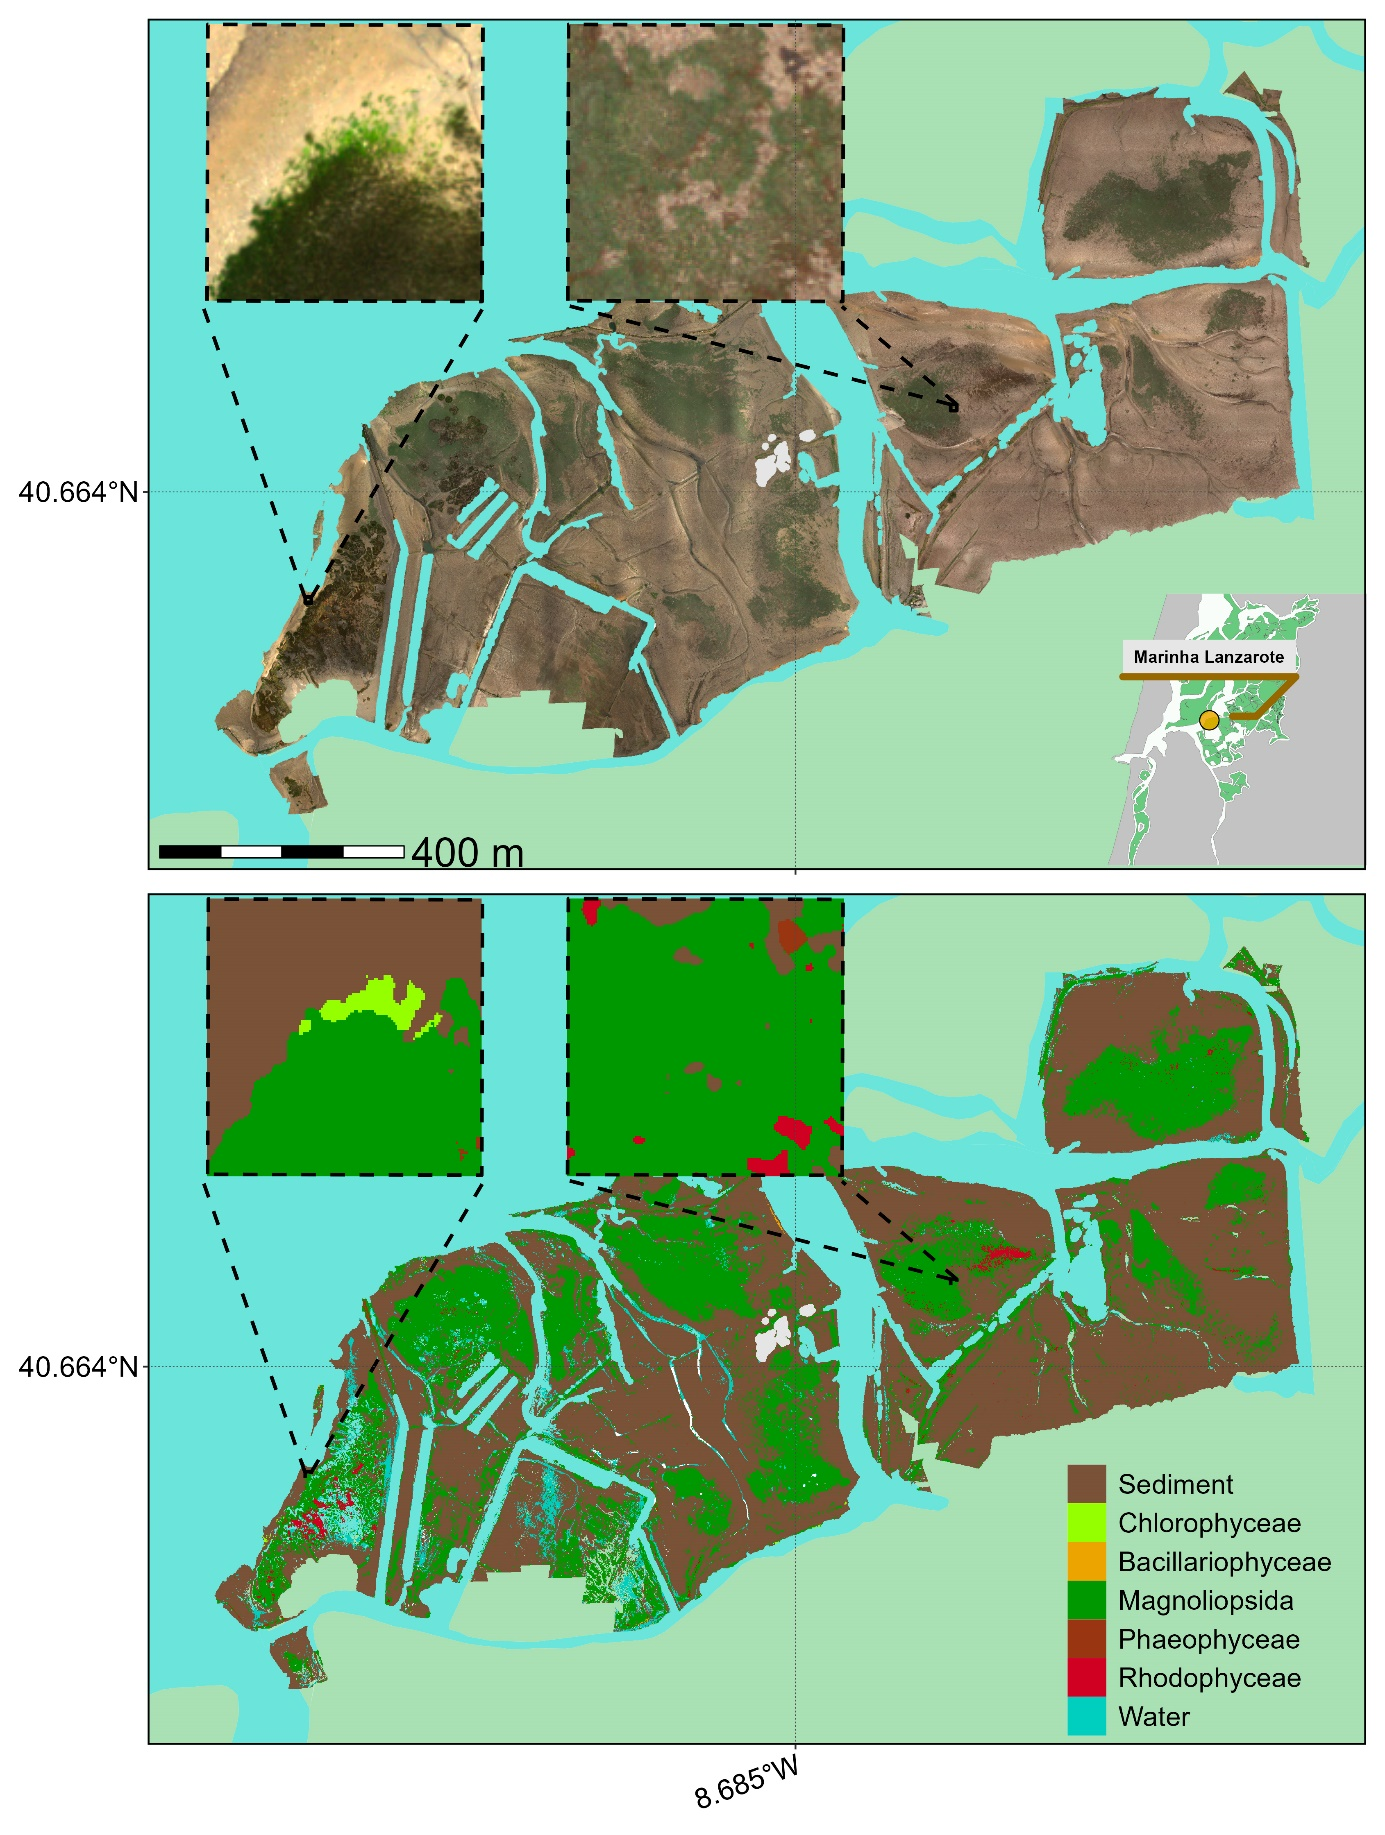 40.664°N
Marinha Lanzarote
400 m
40.664°N
Sediment
Chlorophyceae
Bacillariophyceae
Magnoliopsida
Phaeophyceae
Rhodophyceae
Water
8.685°W